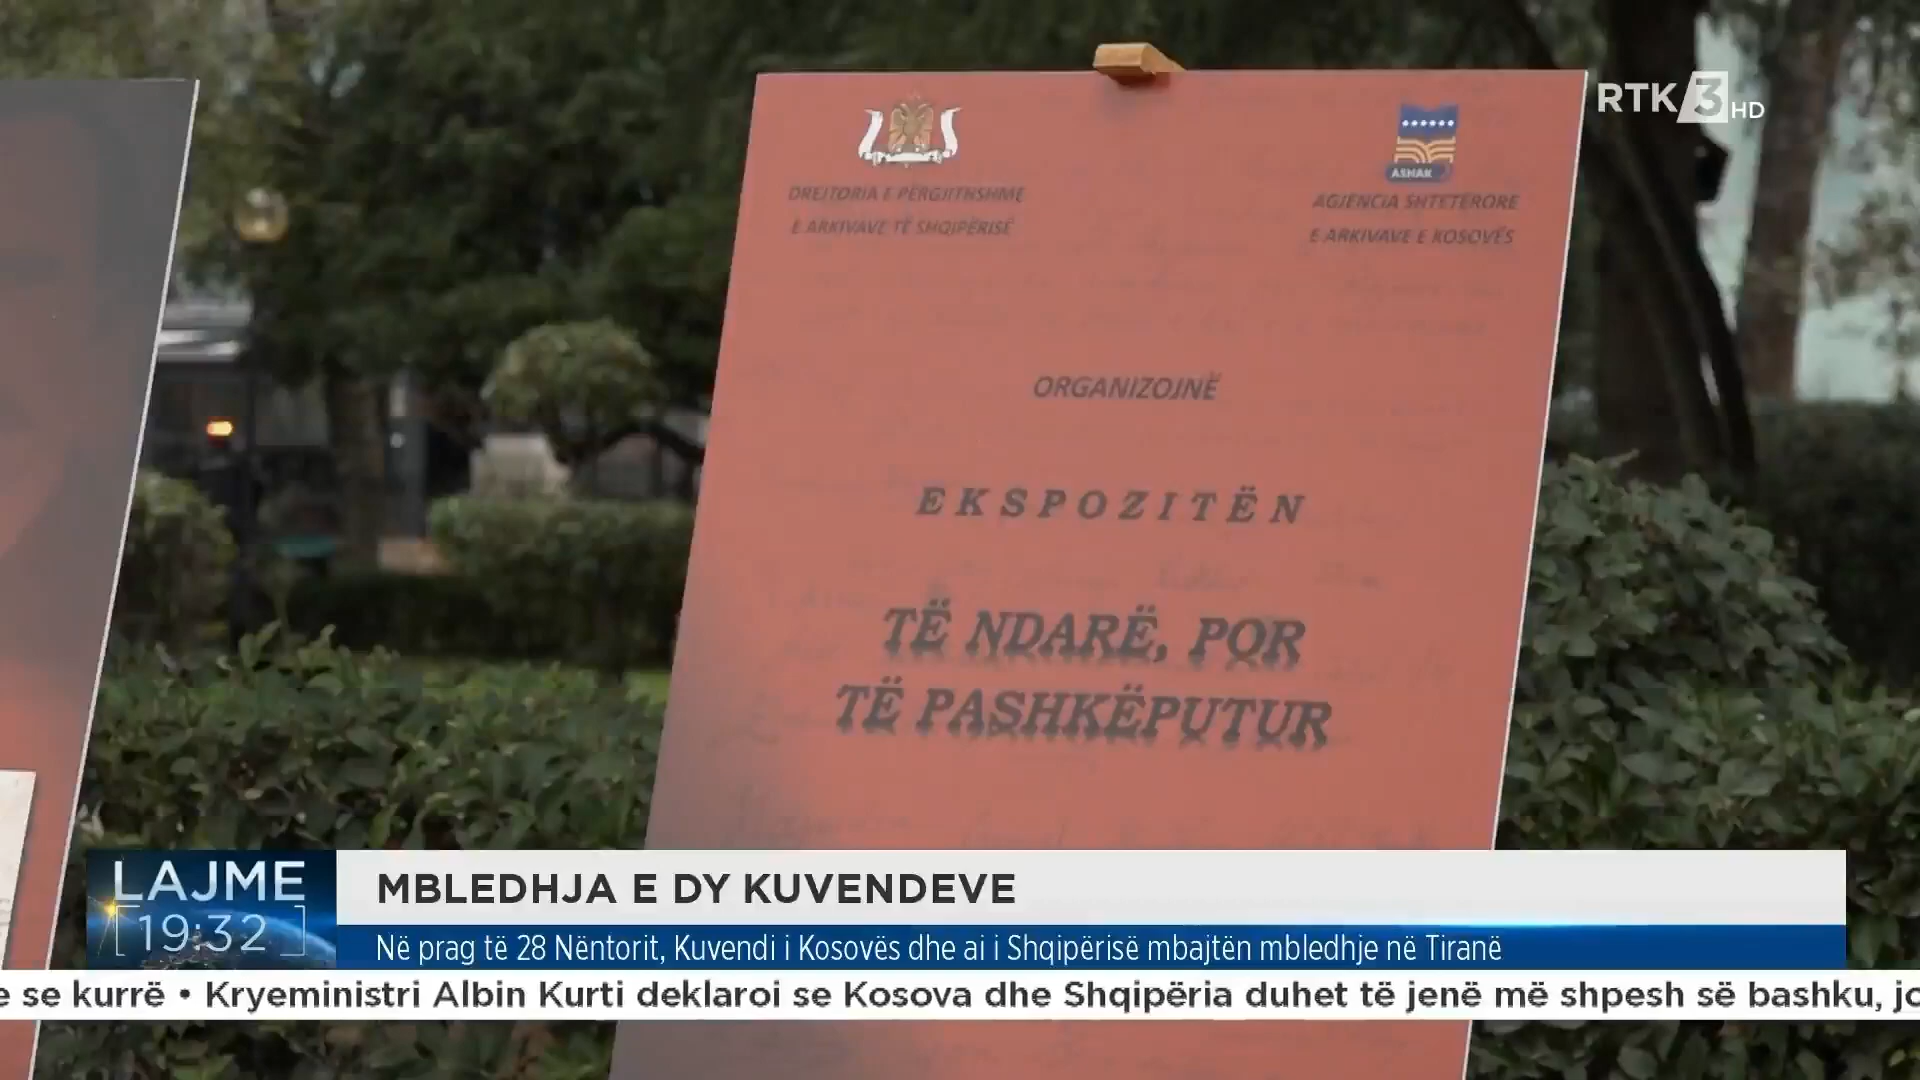 RTK 3 HD
DREJTORIA E PËRGJITHSHME
E ARKIVAVE TË SHQIPËRISË
ASHAK
AGJENCIA SHTETËRORE
E ARKIVAVE E KOSOVËS
ORGANIZOJNË
EKSPOZITËN
TË NDARË, POR
TË PASHKËPUTUR
LAJME
19:32
MBLEDHJA E DY KUVENDEVE
Në prag të 28 Nëntorit, Kuvendi i Kosovës dhe ai i Shqipërisë mbajtën mbledhje në Tiranë
e se kurrë • Kryeministri Albin Kurti deklaroi se Kosova dhe Shqipëria duhet të jenë më shpesh së bashku, jo